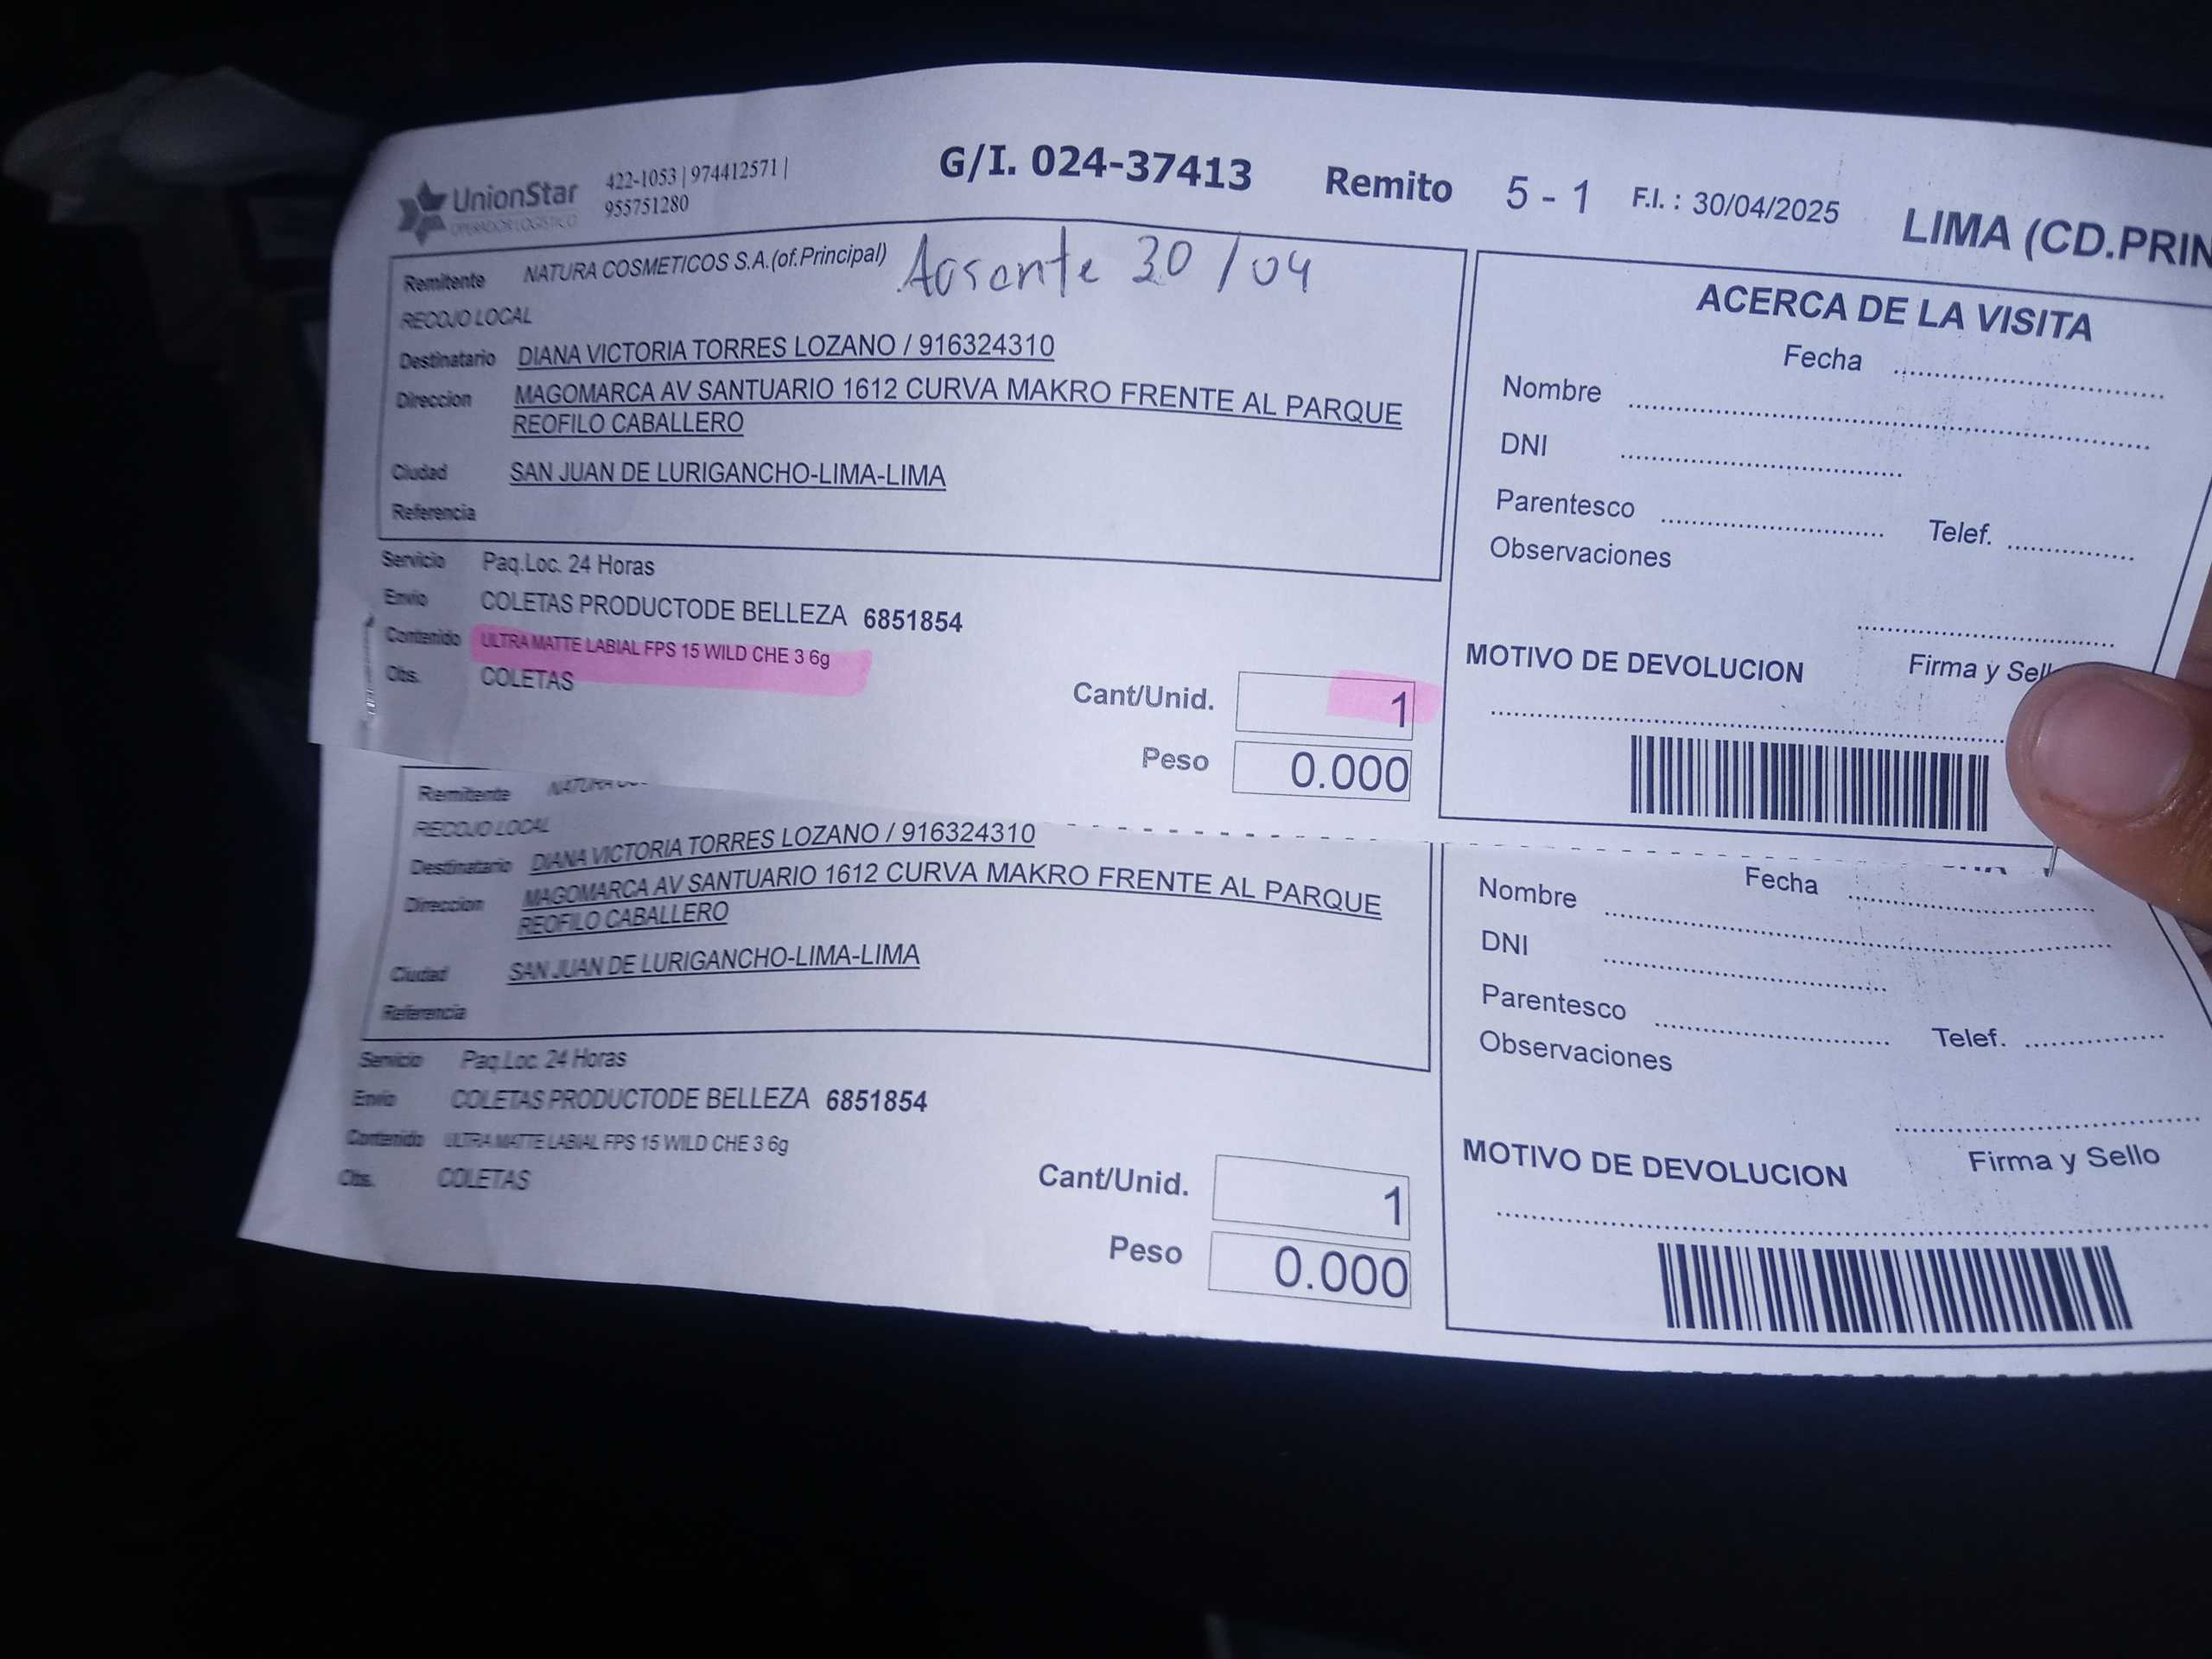 UnionStar
OPERADOR LOGISTICO
422-1053 | 974412571 |
955751280
G/I. 024-37413 Remito 5 - 1 F.I. : 30/04/2025 LIMA (CD.PRIN
Remitente NATURA COSMETICOS S.A.(of.Principal) Ausente 30/04
RECOJO LOCAL
Destinatario DIANA VICTORIA TORRES LOZANO / 916324310
Direccion MAGOMARCA AV SANTUARIO 1612 CURVA MAKRO FRENTE AL PARQUE
REOFILO CABALLERO
Ciudad SAN JUAN DE LURIGANCHO-LIMA-LIMA
Referencia
Servicio Paq.Loc. 24 Horas
Envio COLETAS PRODUCTODE BELLEZA 6851854
Contenido ULTRA MATTE LABIAL FPS 15 WILD CHE 3 6g
Obs. COLETAS
Cant/Unid. 1
Peso 0.000
ACERCA DE LA VISITA
Fecha
Nombre
DNI
Parentesco Telef.
Observaciones
MOTIVO DE DEVOLUCION Firma y Sell
Remitente
RECOJO LOCAL
Destinatario DIANA VICTORIA TORRES LOZANO / 916324310
Direccion MAGOMARCA AV SANTUARIO 1612 CURVA MAKRO FRENTE AL PARQUE
REOFILO CABALLERO
Ciudad SAN JUAN DE LURIGANCHO-LIMA-LIMA
Referencia
Servicio Paq.Loc. 24 Horas
Envio COLETAS PRODUCTODE BELLEZA 6851854
Contenido ULTRA MATTE LABIAL FPS 15 WILD CHE 3 6g
Obs. COLETAS
Cant/Unid. 1
Peso 0.000
Fecha
Nombre
DNI
Parentesco Telef.
Observaciones
MOTIVO DE DEVOLUCION Firma y Sello